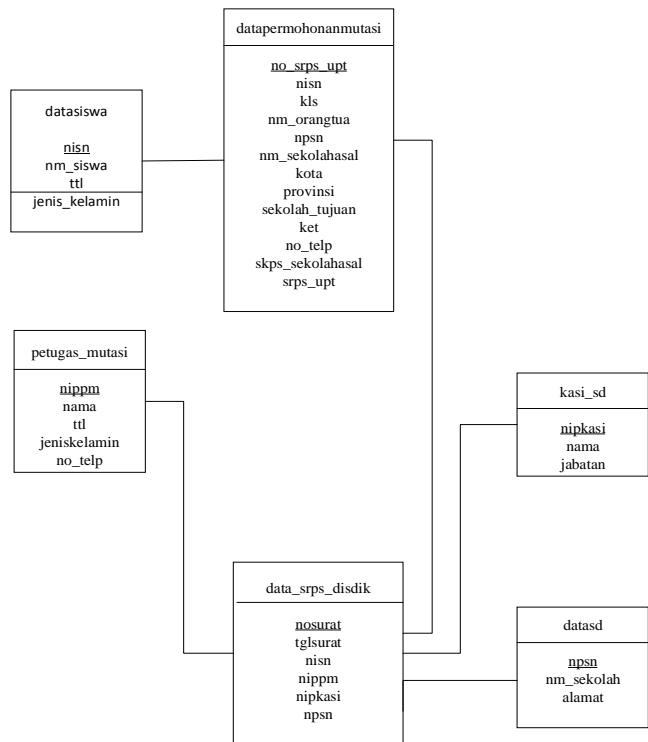 datapermohonanmutasi
no_srps_upt
nisn
kls
nm_orangtua
npsn
nm_sekolahasal
kota
provinsi
sekolah_tujuan
ket
no_telp
skps_sekolahasal
srps_upt
datasiswa
nisn
nm_siswa
ttl
jenis_kelamin
petugas_mutasi
nippm
nama
ttl
jeniskelamin
no_telp
kasi_sd
nipkasi
nama
jabatan
data_srps_disdik
nosurat
tglsurat
nisn
nippm
nipkasi
npsn
datasd
npsn
nm_sekolah
alamat